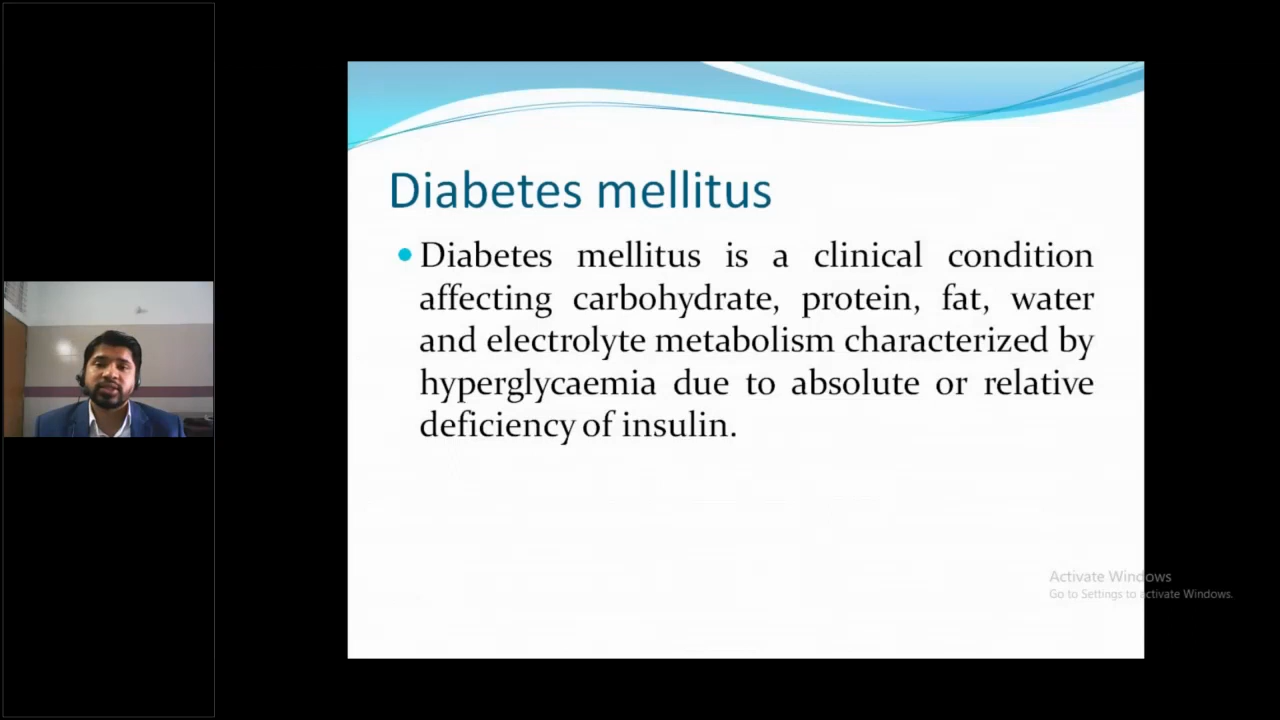 Diabetes mellitus
Diabetes mellitus is a clinical condition
affecting carbohydrate, protein, fat, water
and electrolyte metabolism characterized by
hyperglycaemia due to absolute or relative
deficiency of insulin.
Activate Windows
Go to Settings to activate Windows.